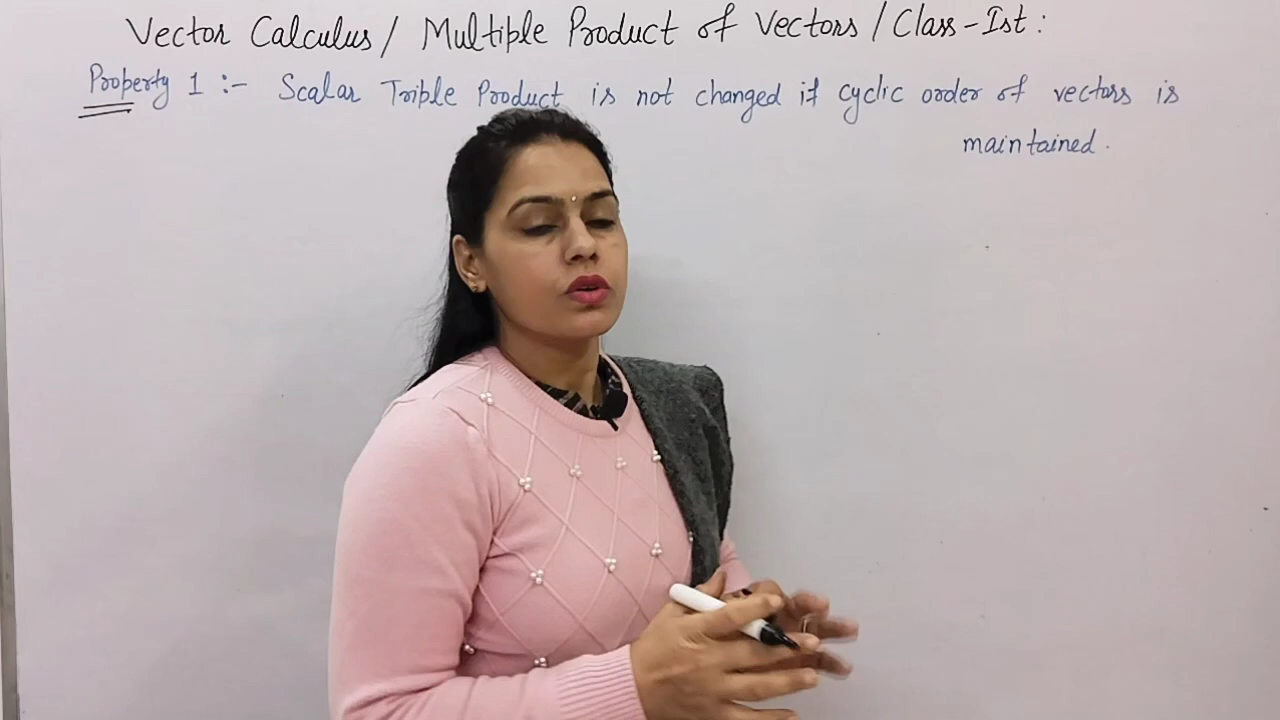 Vector Calculus / Multiple Product of Vectors / Class-Ist :
Property 1 :- Scalar Triple Product is not changed if cyclic order of vectors is
maintained.